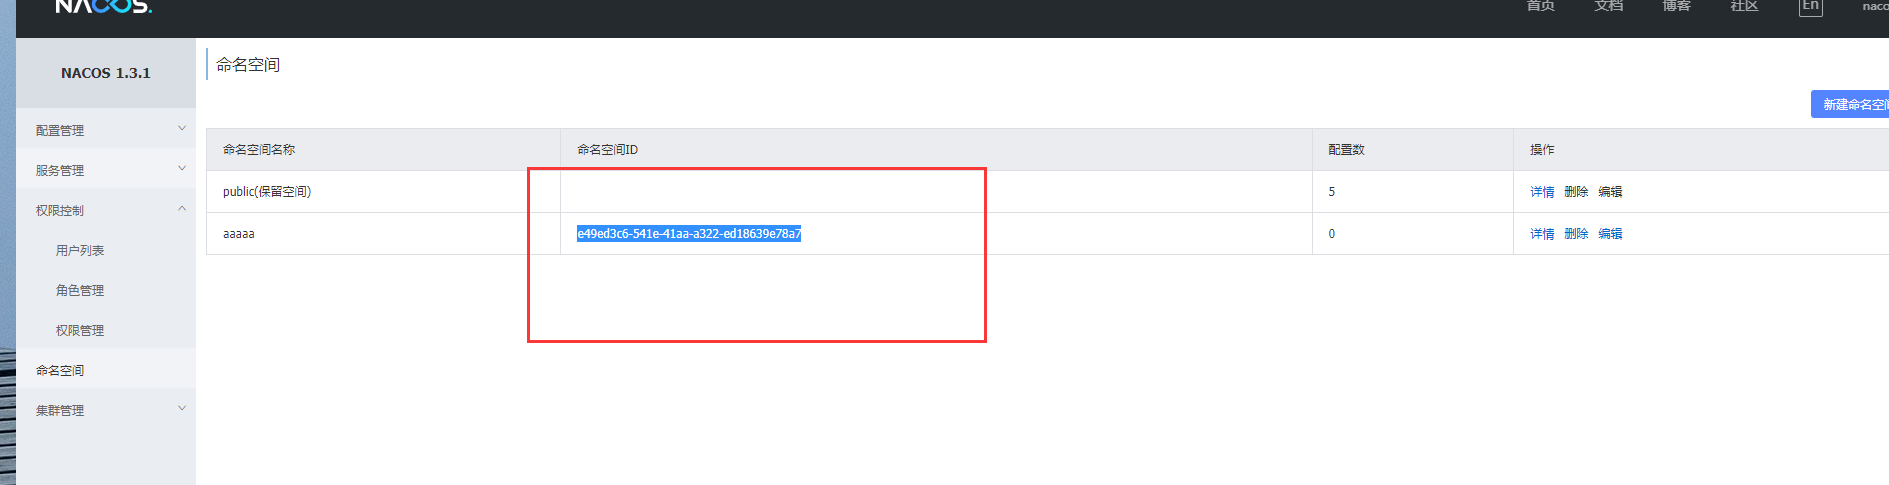 NACOS.
首页 文档 博客 社区 En naco
NACOS 1.3.1
配置管理
服务管理
权限控制
用户列表
角色管理
权限管理
命名空间
集群管理
命名空间
新建命名空间
命名空间名称 命名空间ID 配置数 操作
public(保留空间) 5 详情 删除 编辑
aaaaa e49ed3c6-541e-41aa-a322-ed18639e78a7 0 详情 删除 编辑